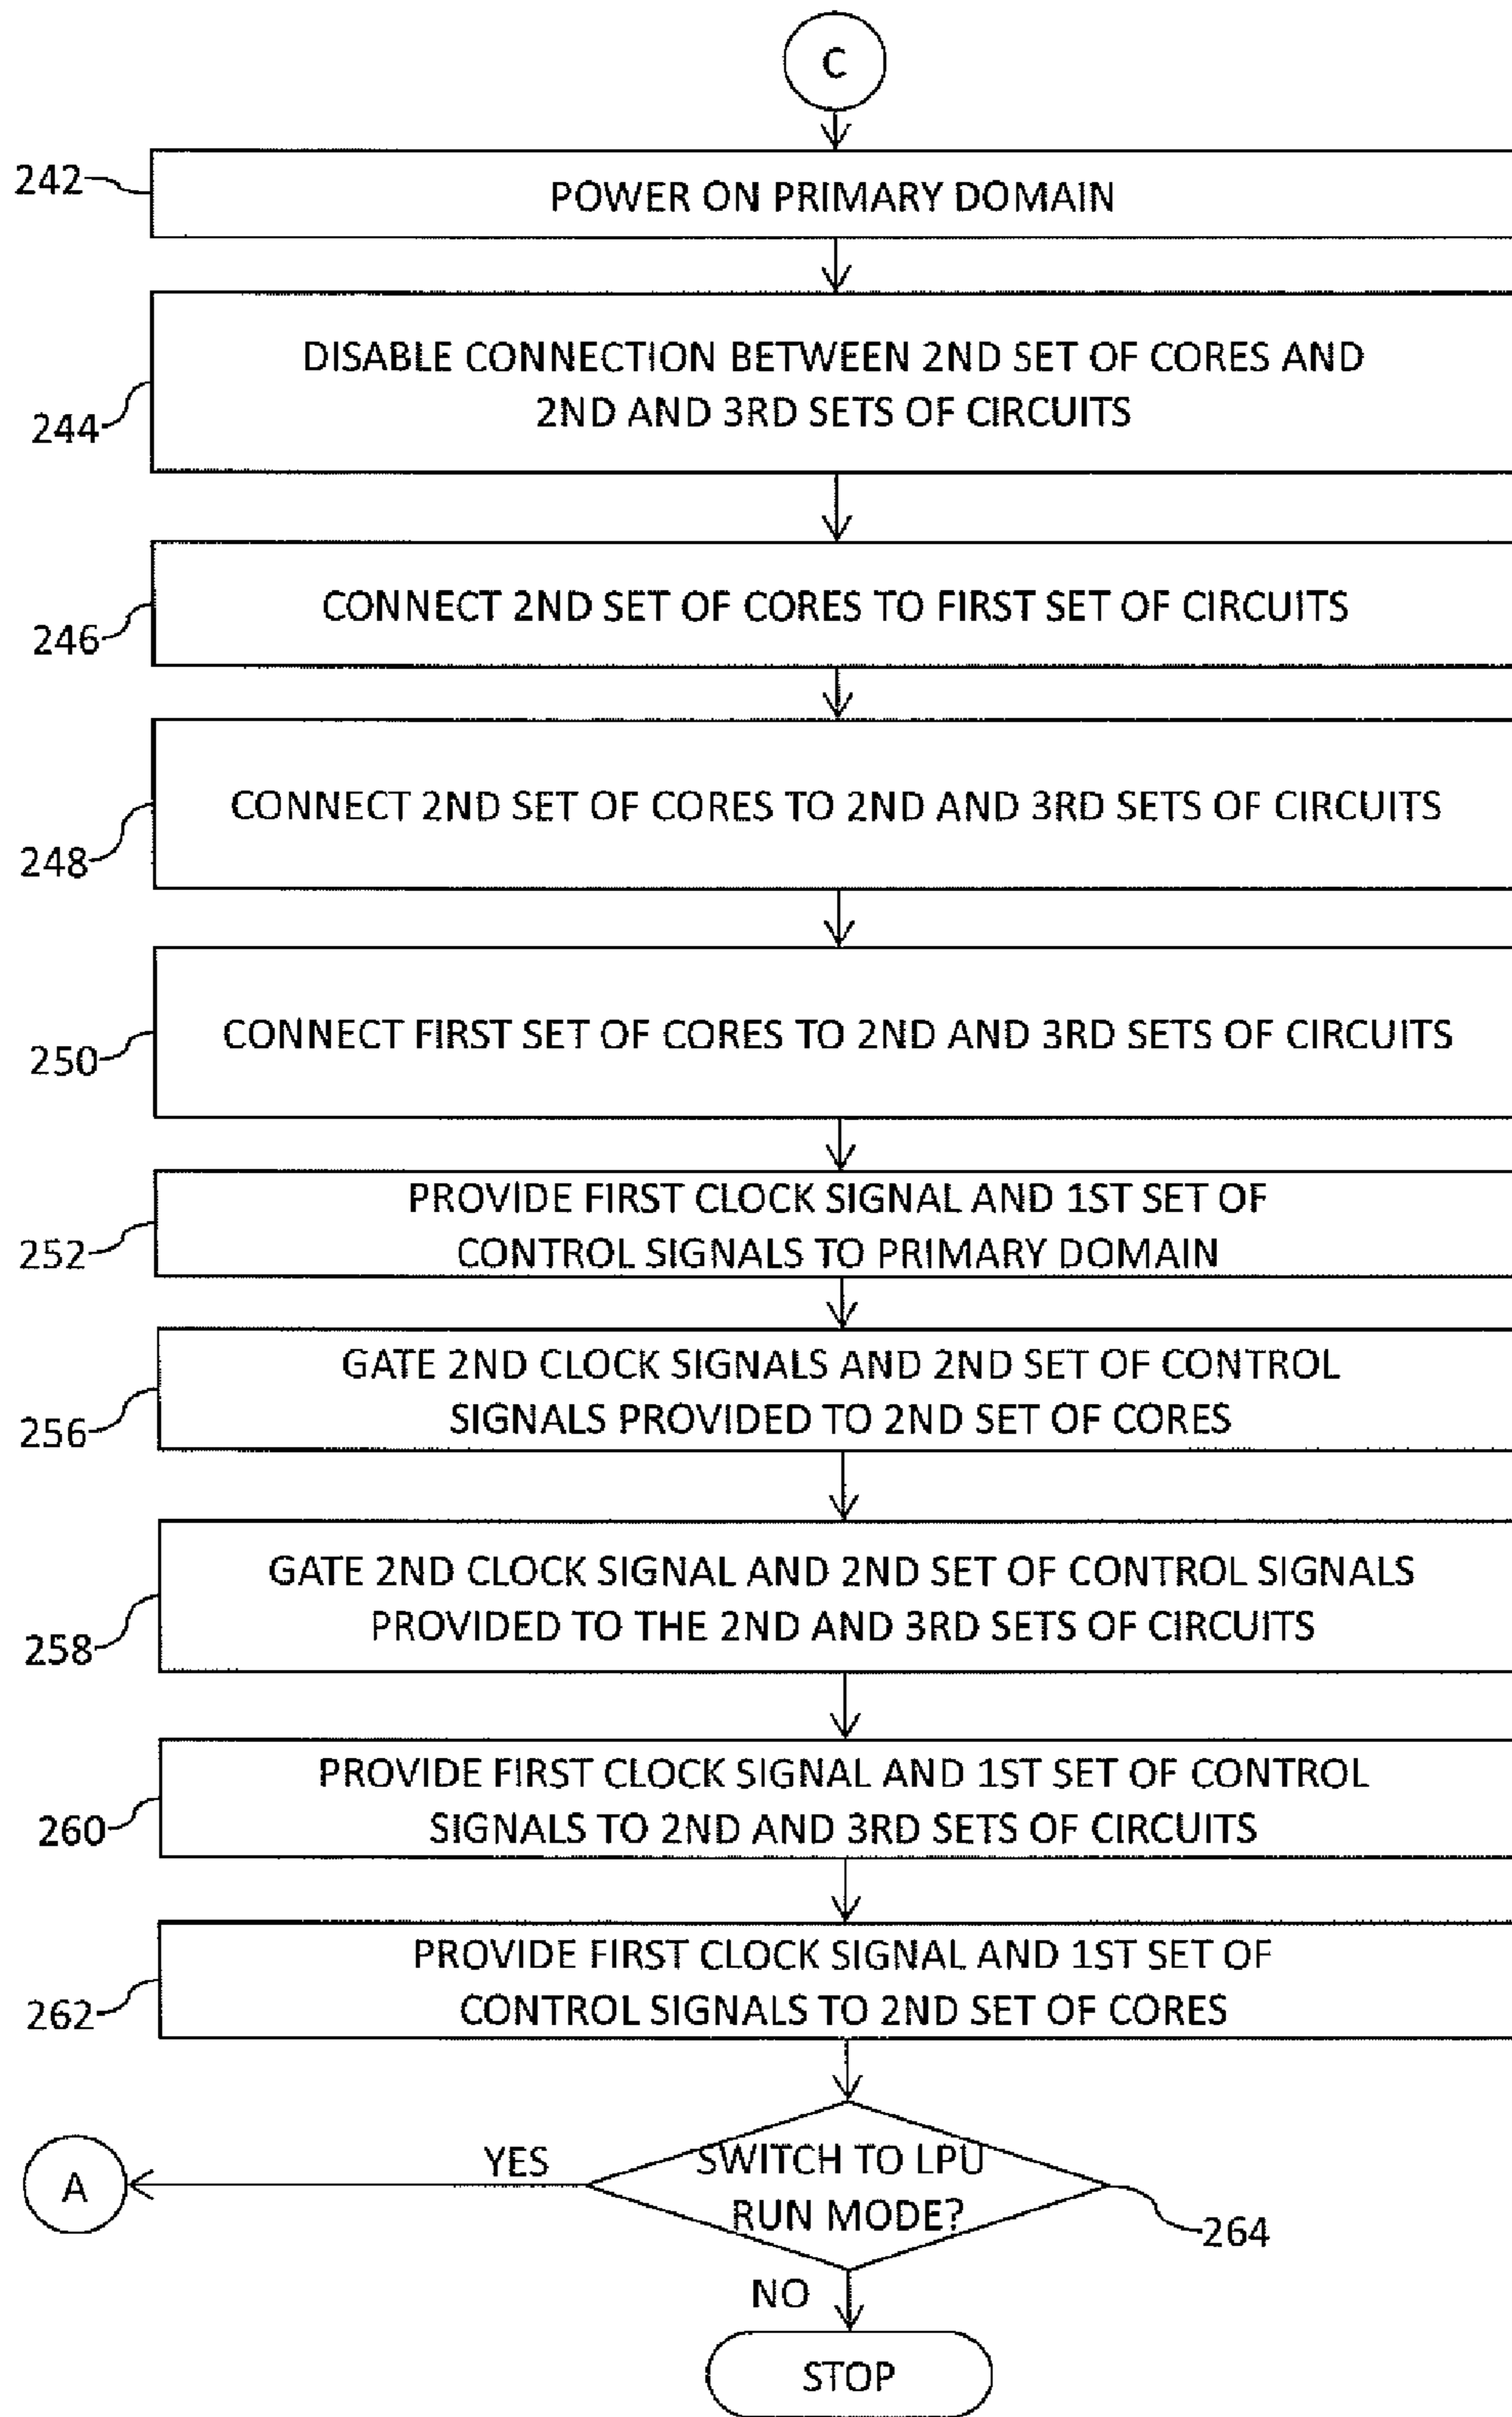 C
242
POWER ON PRIMARY DOMAIN
DISABLE CONNECTION BETWEEN 2ND SET OF CORES AND
2ND AND 3RD SETS OF CIRCUITS
244
CONNECT 2ND SET OF CORES TO FIRST SET OF CIRCUITS
246
CONNECT 2ND SET OF CORES TO 2ND AND 3RD SETS OF CIRCUITS
248
CONNECT FIRST SET OF CORES TO 2ND AND 3RD SETS OF CIRCUITS
250
PROVIDE FIRST CLOCK SIGNAL AND 1ST SET OF
CONTROL SIGNALS TO PRIMARY DOMAIN
252
GATE 2ND CLOCK SIGNALS AND 2ND SET OF CONTROL
SIGNALS PROVIDED TO 2ND SET OF CORES
256
GATE 2ND CLOCK SIGNAL AND 2ND SET OF CONTROL SIGNALS
PROVIDED TO THE 2ND AND 3RD SETS OF CIRCUITS
258
PROVIDE FIRST CLOCK SIGNAL AND 1ST SET OF CONTROL
SIGNALS TO 2ND AND 3RD SETS OF CIRCUITS
260
PROVIDE FIRST CLOCK SIGNAL AND 1ST SET OF
CONTROL SIGNALS TO 2ND SET OF CORES
262
SWITCH TO LPU
RUN MODE?
YES
A
264
NO
STOP